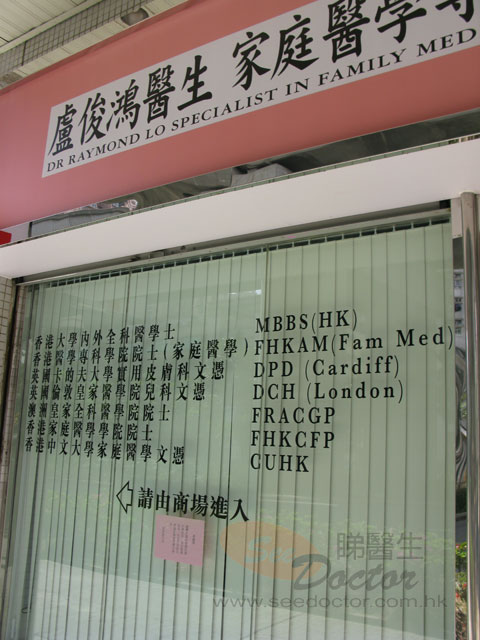 盧俊鴻醫生 家庭醫學專
DR RAYMOND LO SPECIALIST IN FAMILY MED
香港大學內外全科醫學士 MBBS(HK)
香港醫學專科學院院士(家庭醫學) FHKAM(Fam Med)
英國卡的夫大學實用皮膚科文憑 DPD (Cardiff)
英國倫敦皇家醫學院兒科文憑 DCH (London)
澳洲皇家全科醫學院院士 FRACGP
香港家庭醫學學院院士 FHKCFP
香港中文大學家庭醫學文憑 CUHK
請由商場進入
See 睇醫生
Doctor
www.seedoctor.com.hk